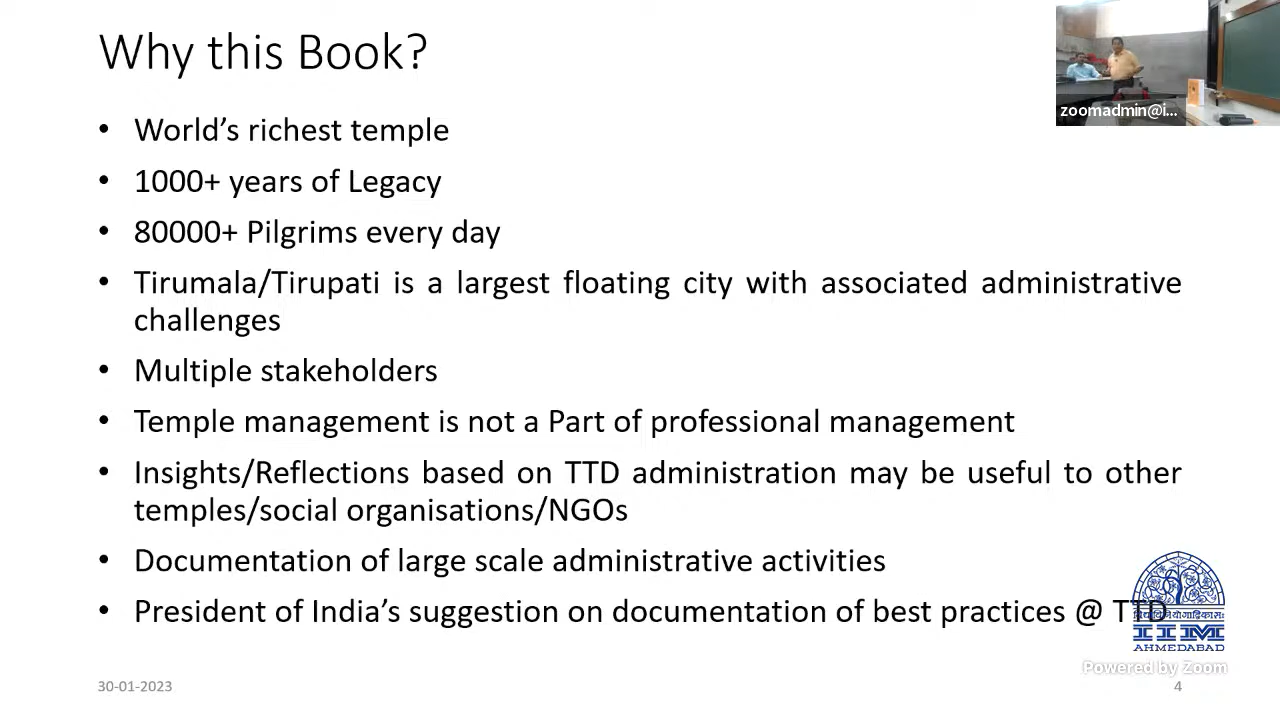 Why this Book?
zoomadmin@i...
• World's richest temple
• 1000+ years of Legacy
• 80000+ Pilgrims every day
• Tirumala/Tirupati is a largest floating city with associated administrative
challenges
• Multiple stakeholders
• Temple management is not a Part of professional management
• Insights/Reflections based on TTD administration may be useful to other
temples/social organisations/NGOs
• Documentation of large scale administrative activities
• President of India's suggestion on documentation of best practices @ TTD
IIM
AHMEDABAD
Powered by Zoom
30-01-2023
4